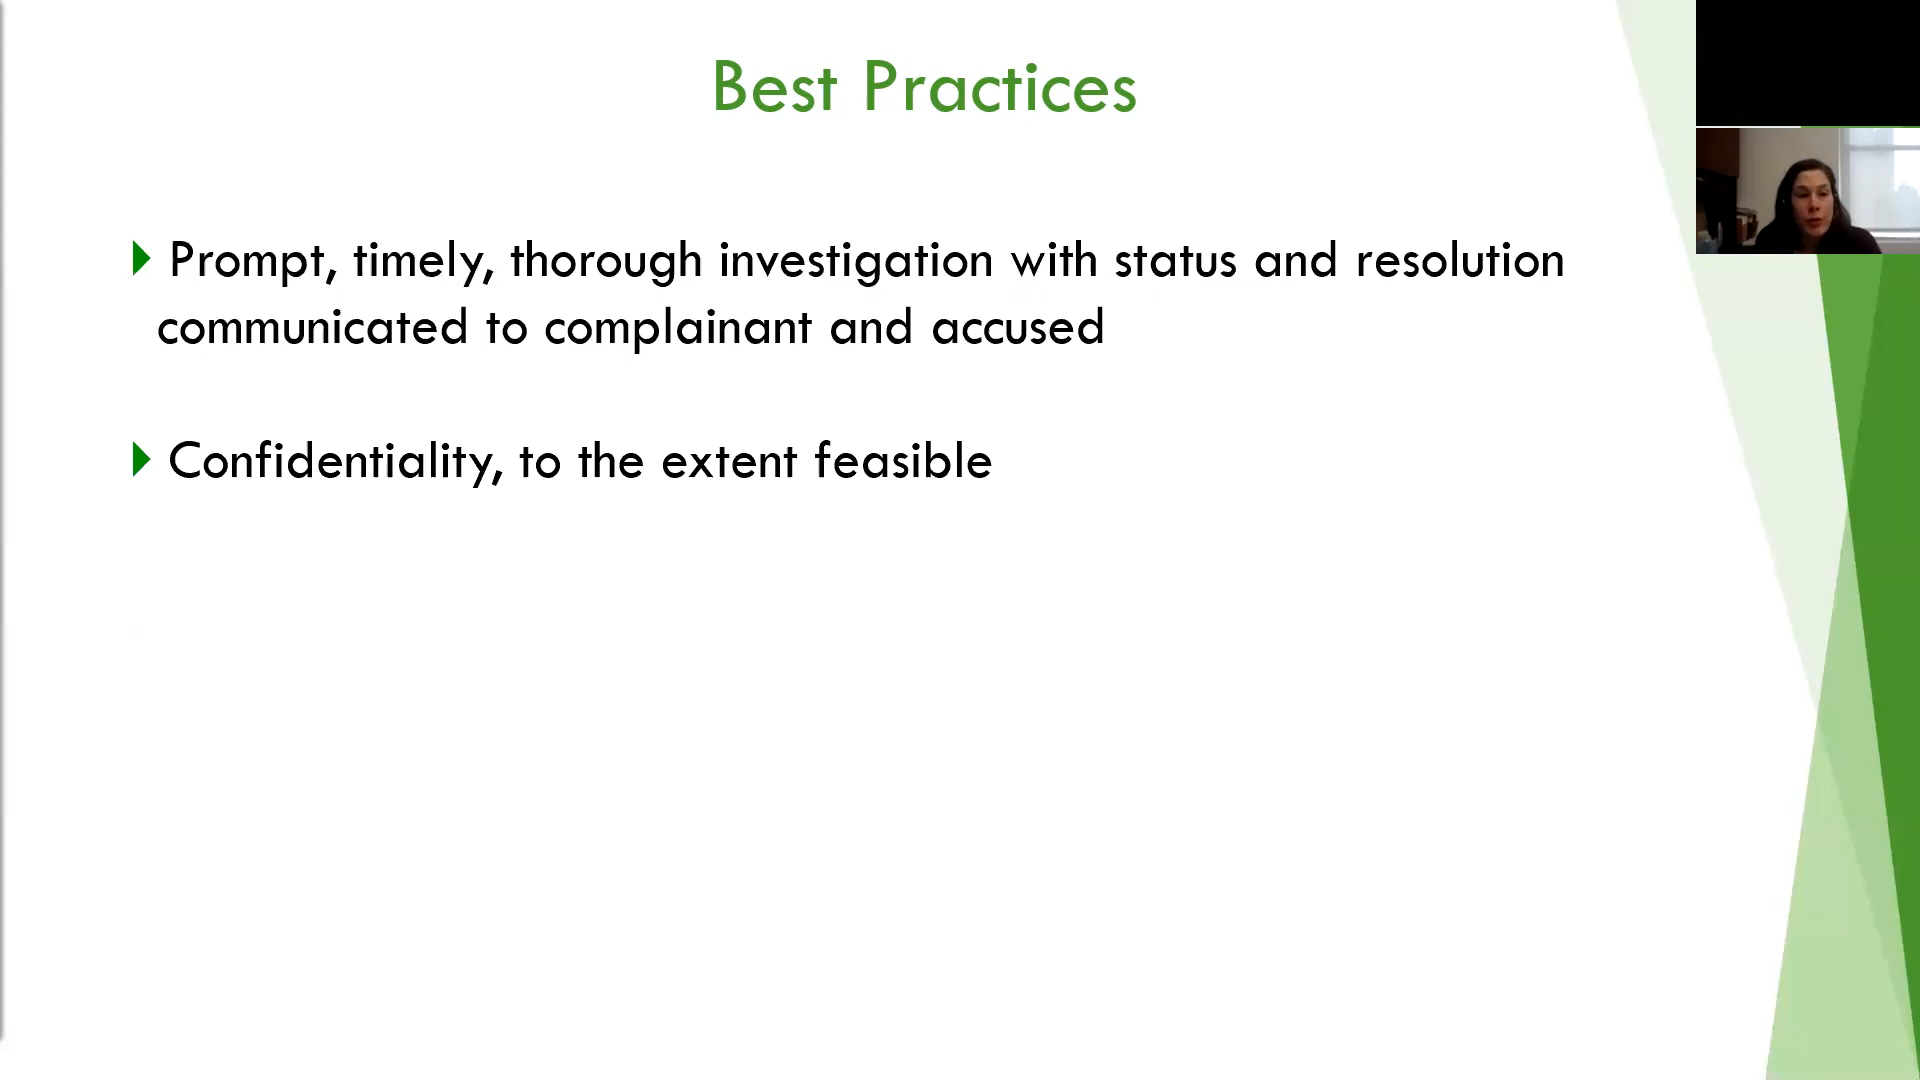 Best Practices
Prompt, timely, thorough investigation with status and resolution
communicated to complainant and accused
Confidentiality, to the extent feasible